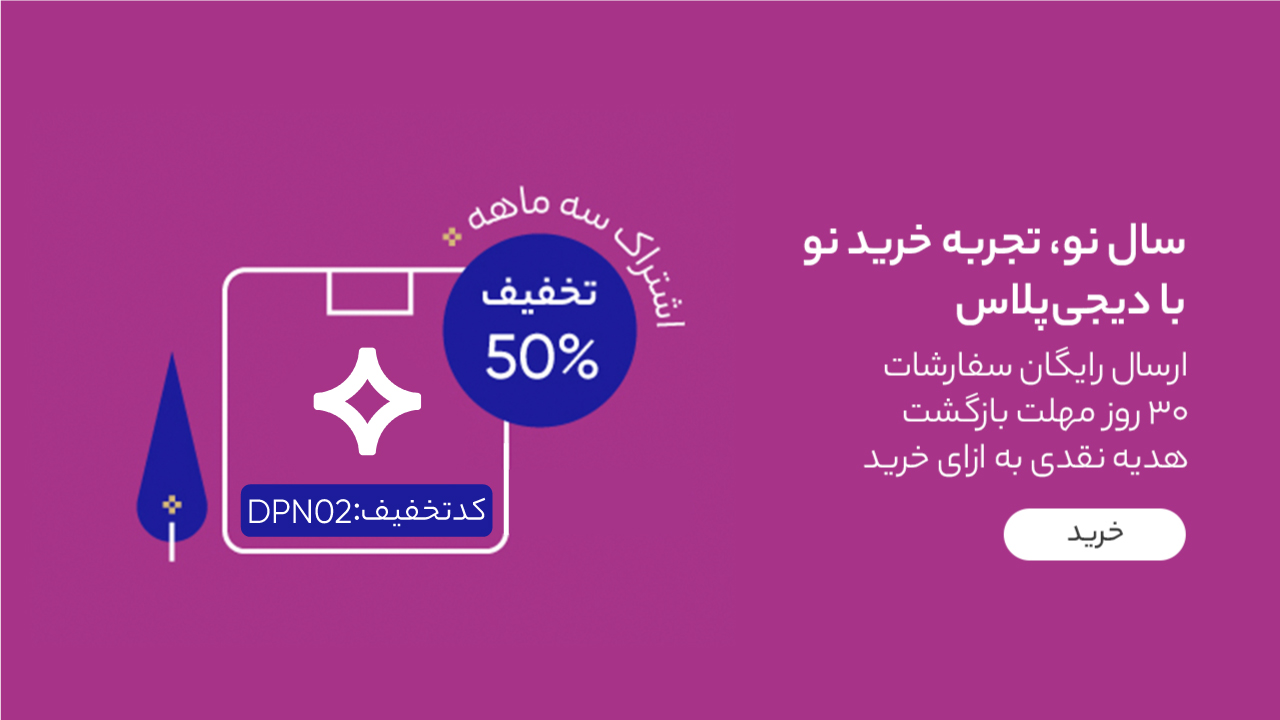 سال نو، تجربه خرید نو
با دیجی‌پلاس
ارسال رایگان سفارشات
۳۰ روز مهلت بازگشت
هدیه نقدی به ازای خرید
خرید
اشتراک سه ماهه
تخفیف
50%
کدتخفیف:DPN02